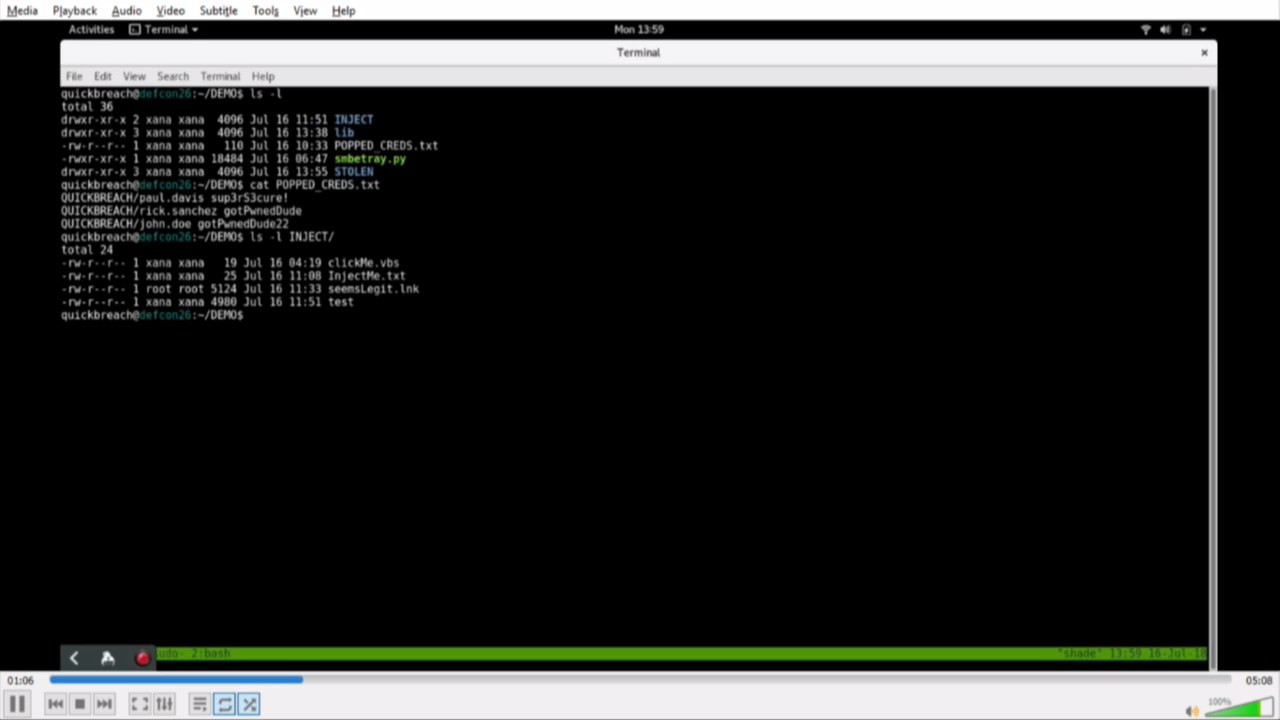 Media Playback Audio Video Subtitle Tools View Help
Activities Terminal Mon 13:59
Terminal
File Edit View Search Terminal Help
quickbreach@defcon26:~/DEMO$ ls -l
total 36
drwxr-xr-x 2 xana xana 4096 Jul 16 11:51 INJECT
drwxr-xr-x 3 xana xana 4096 Jul 16 13:38 lib
-rw-r--r-- 1 xana xana 110 Jul 16 10:33 POPPED_CREDS.txt
-rwxr-xr-x 1 xana xana 18484 Jul 16 06:47 smbetray.py
drwxr-xr-x 3 xana xana 4096 Jul 16 13:55 STOLEN
quickbreach@defcon26:~/DEMO$ cat POPPED_CREDS.txt
QUICKBREACH/paul.davis sup3r53cure!
QUICKBREACH/rick.sanchez gotPwnedDude
QUICKBREACH/john.doe gotPwnedDude22
quickbreach@defcon26:~/DEMO$ ls -l INJECT/
total 24
-rw-r--r-- 1 xana xana 19 Jul 16 04:19 clickMe.vbs
-rw-r--r-- 1 xana xana 25 Jul 16 11:08 InjectMe.txt
-rw-r--r-- 1 root root 5124 Jul 16 11:33 seemsLegit.lnk
-rw-r--r-- 1 xana xana 4980 Jul 16 11:51 test
quickbreach@defcon26:~/DEMO$
udo- 2:bash "shade" 13:59 16-Jul-18
01:06 05:08
100%